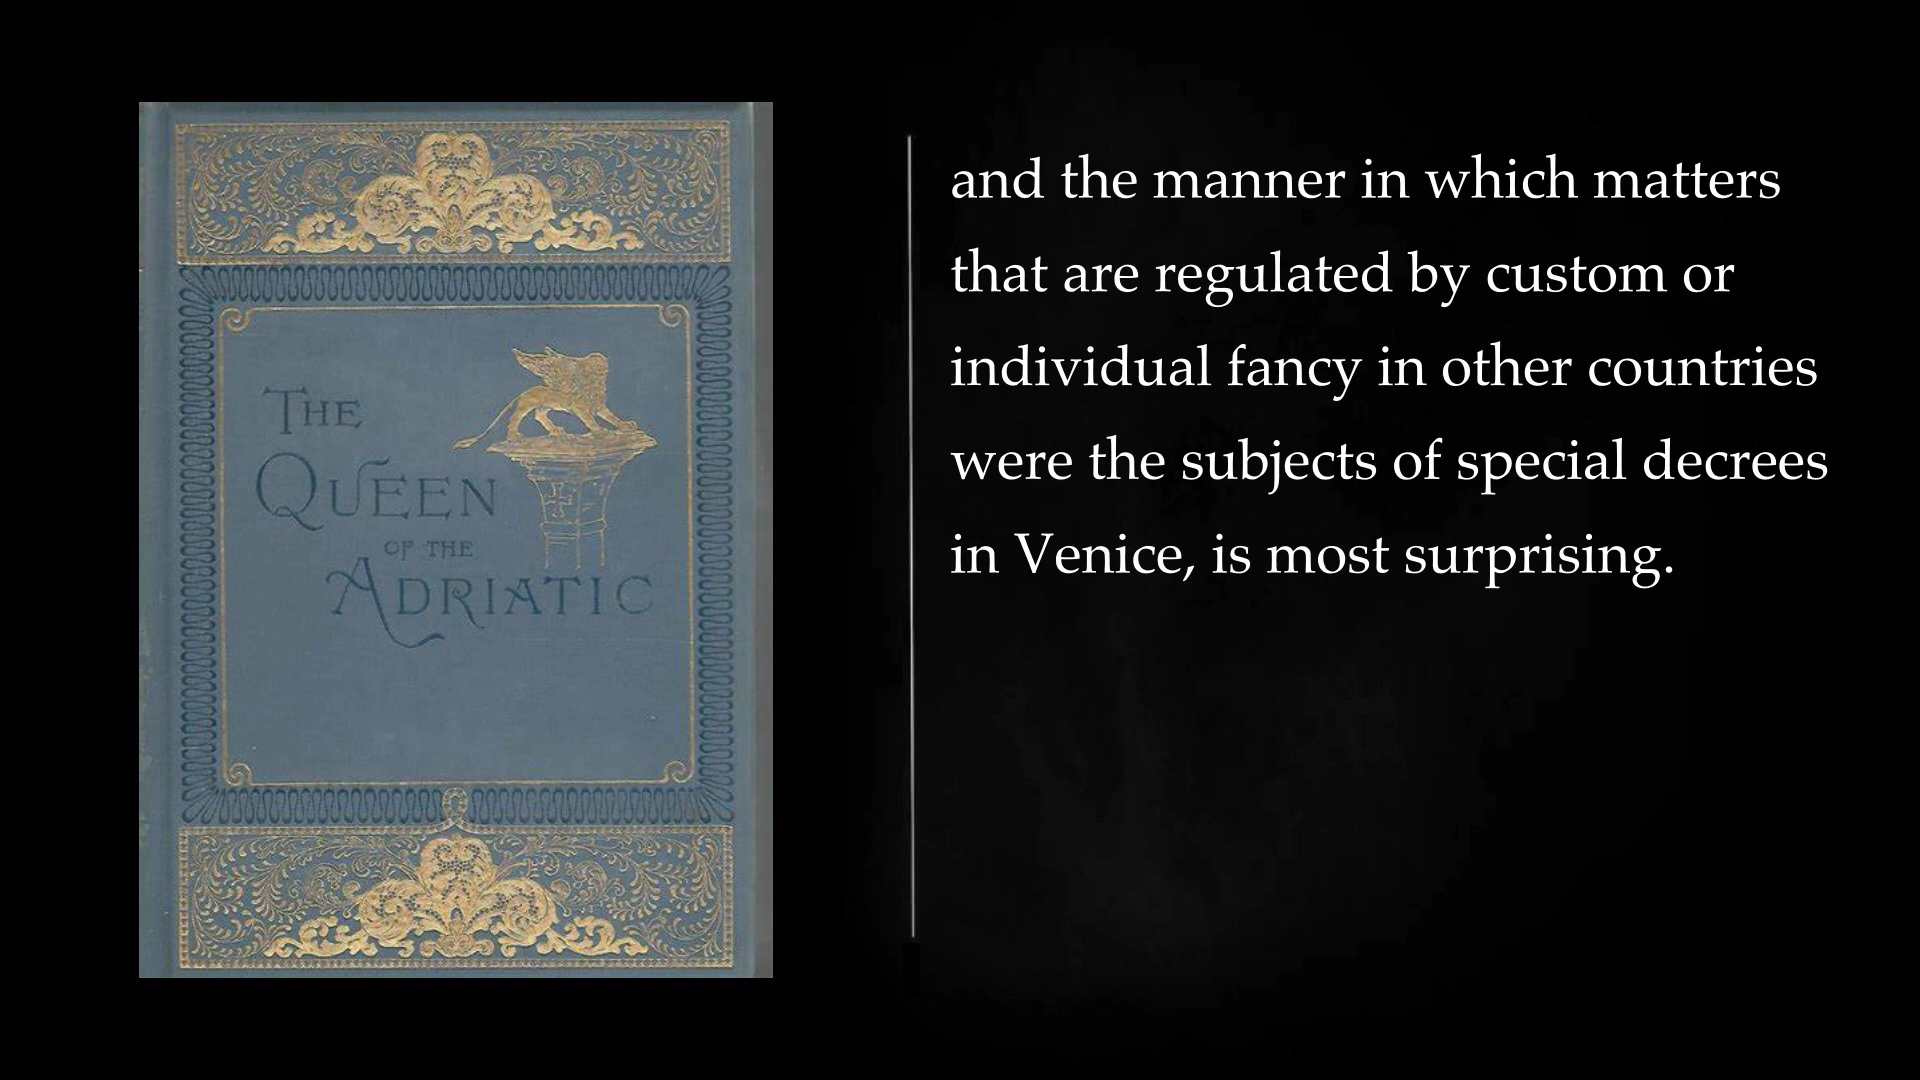 The
Queen
of the
Adriatic
and the manner in which matters
that are regulated by custom or
individual fancy in other countries
were the subjects of special decrees
in Venice, is most surprising.